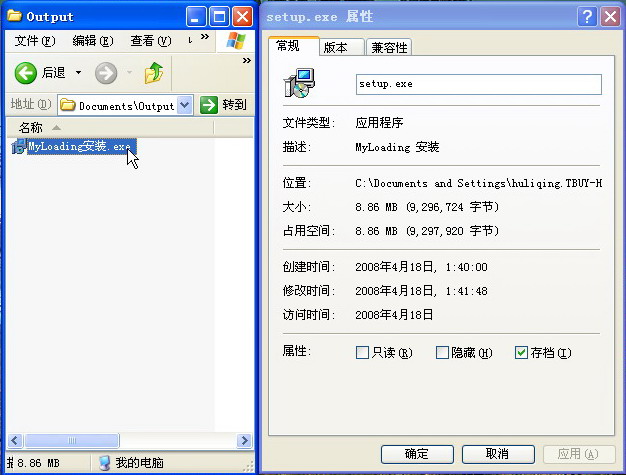 Output
文件(F) 编辑(E) 查看(V)
后退
地址(D) Documents\Output 转到
名称
MyLoading安装.exe
8.86 MB 我的电脑
setup.exe 属性
常规 版本 兼容性
setup.exe
文件类型: 应用程序
描述: MyLoading 安装
位置: C:\Documents and Settings\huliqing.TBUY-H
大小: 8.86 MB (9,296,724 字节)
占用空间: 8.86 MB (9,297,920 字节)
创建时间: 2008年4月18日, 1:40:00
修改时间: 2008年4月18日, 1:41:48
访问时间: 2008年4月18日
属性: 只读(R) 隐藏(H) 存档(I)
确定 取消 应用(A)